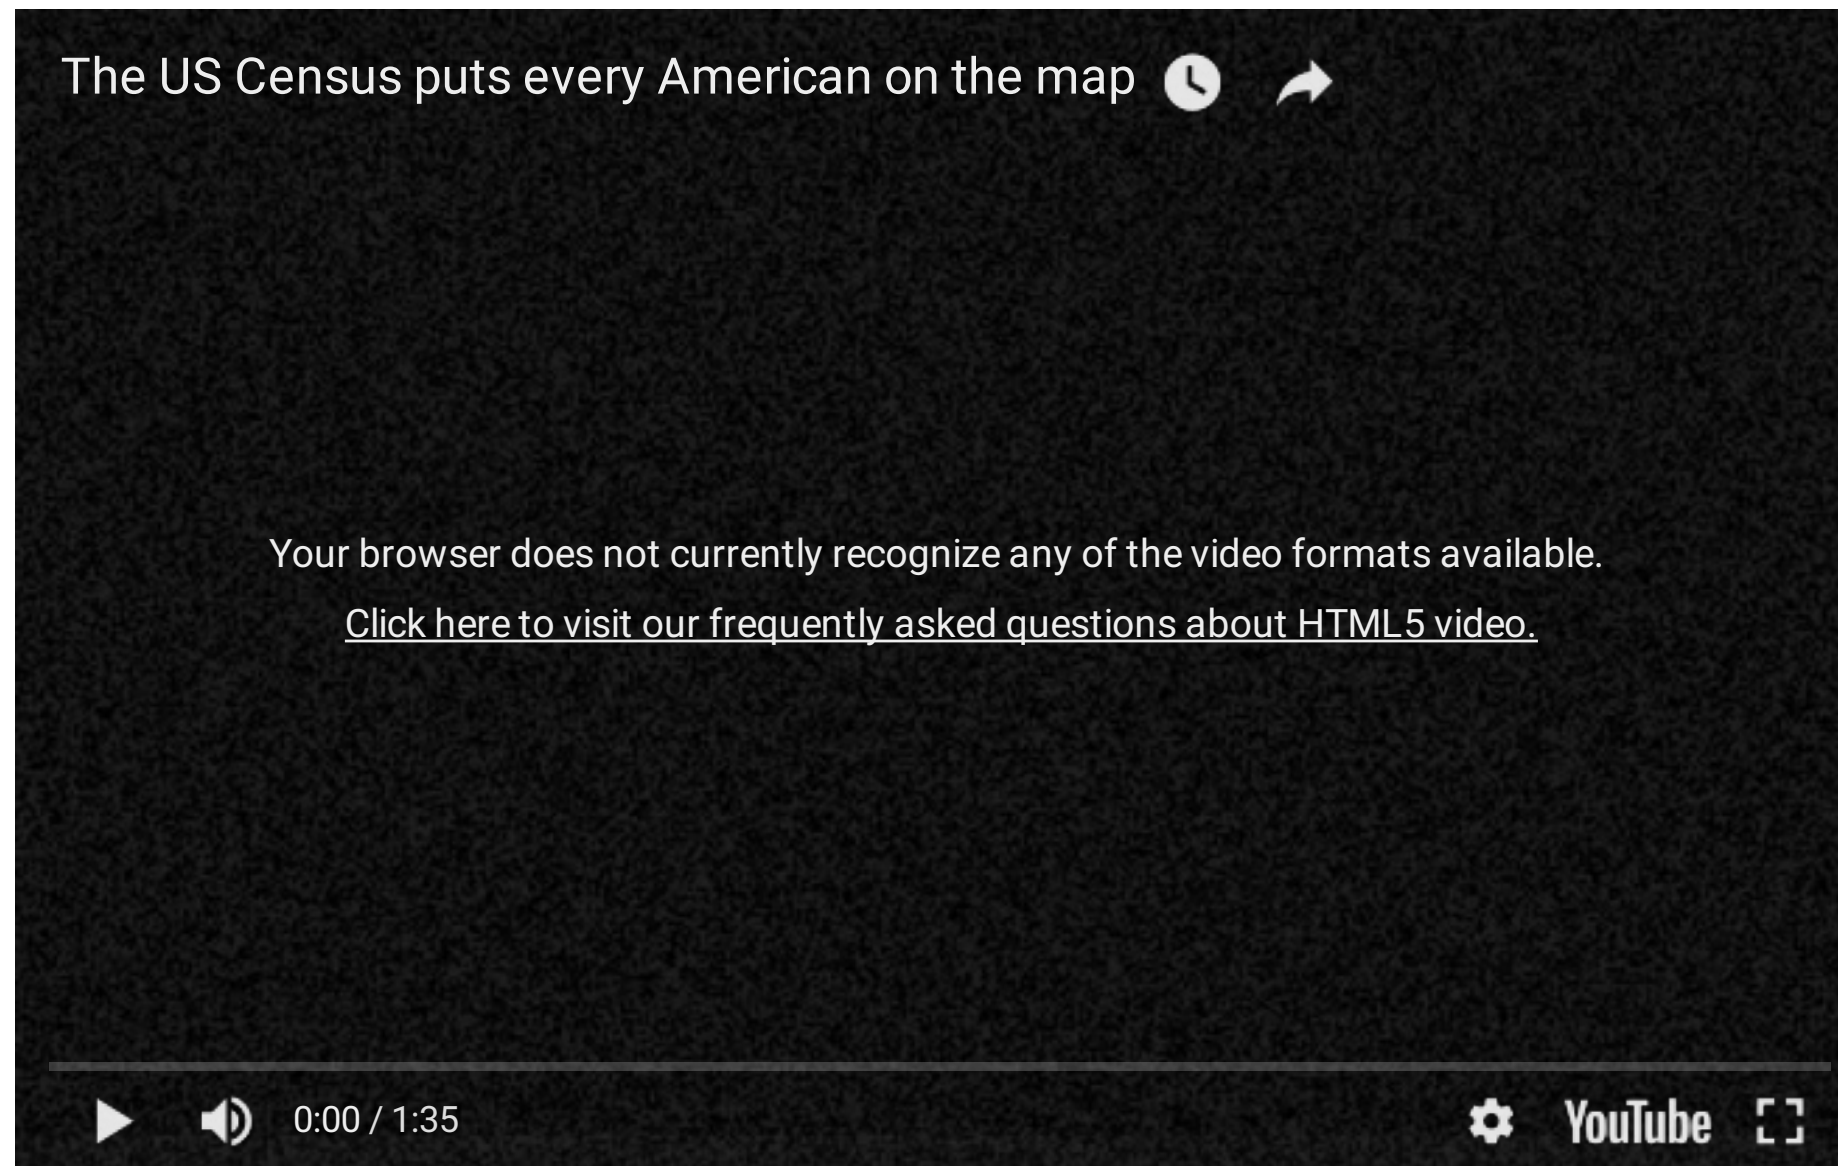 The US Census puts every American on the map
Your browser does not currently recognize any of the video formats available.
Click here to visit our frequently asked questions about HTML5 video.
0:00 / 1:35
YouTube